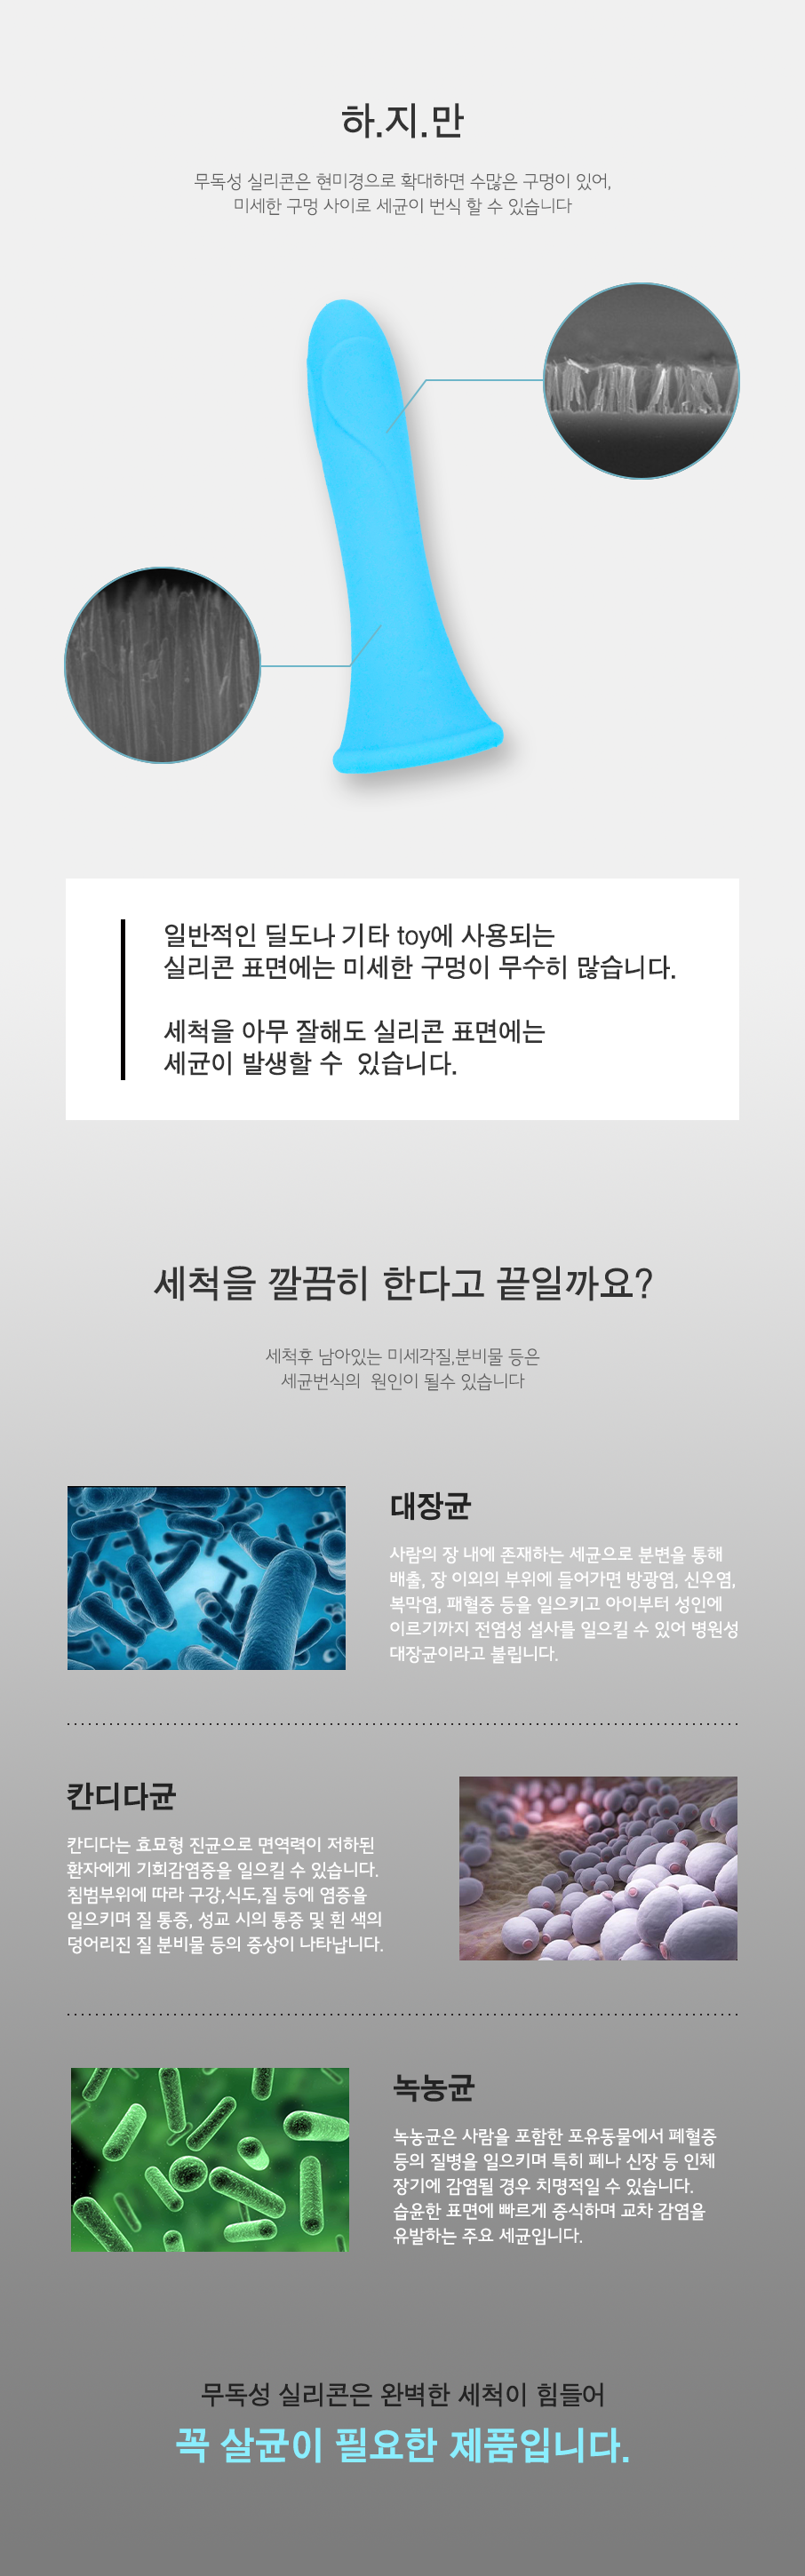 하.지.만
무독성 실리콘은 현미경으로 확대하면 수많은 구멍이 있어,
미세한 구멍 사이로 세균이 번식 할 수 있습니다
일반적인 딜도나 기타 toy에 사용되는
실리콘 표면에는 미세한 구멍이 무수히 많습니다.
세척을 아무 잘해도 실리콘 표면에는
세균이 발생할 수 있습니다.
세척을 깔끔히 한다고 끝일까요?
세척후 남아있는 미세각질,분비물 등은
세균번식의 원인이 될수 있습니다
대장균
사람의 장 내에 존재하는 세균으로 분변을 통해
배출, 장 이외의 부위에 들어가면 방광염, 신우염,
복막염, 패혈증 등을 일으키고 아이부터 성인에
이르기까지 전염성 설사를 일으킬 수 있어 병원성
대장균이라고 불립니다.
칸디다균
칸디다는 효묘형 진균으로 면역력이 저하된
환자에게 기회감염증을 일으킬 수 있습니다.
침범부위에 따라 구강,식도,질 등에 염증을
일으키며 질 통증, 성교 시의 통증 및 흰 색의
덩어리진 질 분비물 등의 증상이 나타납니다.
녹농균
녹농균은 사람을 포함한 포유동물에서 폐혈증
등의 질병을 일으키며 특히 폐나 신장 등 인체
장기에 감염될 경우 치명적일 수 있습니다.
습윤한 표면에 빠르게 증식하며 교차 감염을
유발하는 주요 세균입니다.
무독성 실리콘은 완벽한 세척이 힘들어
꼭 살균이 필요한 제품입니다.